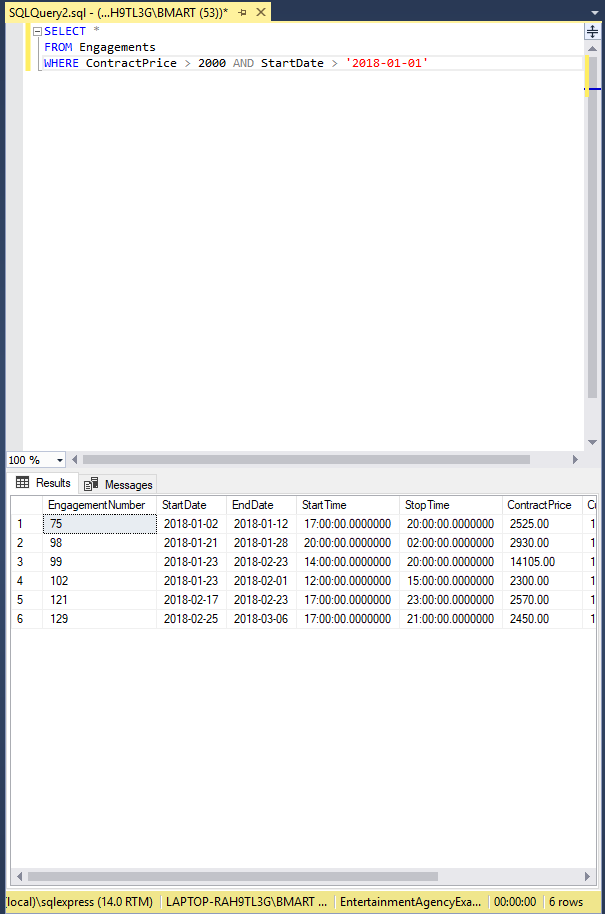 SQLQuery2.sql - (...H9TL3G\BMART (53))*
SELECT *
FROM Engagements
WHERE ContractPrice > 2000 AND StartDate > '2018-01-01'
100 %
Results Messages
EngagementNumber StartDate EndDate StartTime StopTime ContractPrice
1 75 2018-01-02 2018-01-12 17:00:00.0000000 20:00:00.0000000 2525.00 1
2 98 2018-01-21 2018-01-28 20:00:00.0000000 02:00:00.0000000 2930.00 1
3 99 2018-01-23 2018-01-23 14:00:00.0000000 20:00:00.0000000 14105.00 1
4 102 2018-01-23 2018-02-01 12:00:00.0000000 15:00:00.0000000 2300.00 1
5 121 2018-02-17 2018-02-23 17:00:00.0000000 23:00:00.0000000 2570.00 1
6 129 2018-02-25 2018-03-06 17:00:00.0000000 21:00:00.0000000 2450.00 1
local)\sqlexpress (14.0 RTM) LAPTOP-RAH9TL3G\BMART ... EntertainmentAgencyExa... 00:00:00 6 rows